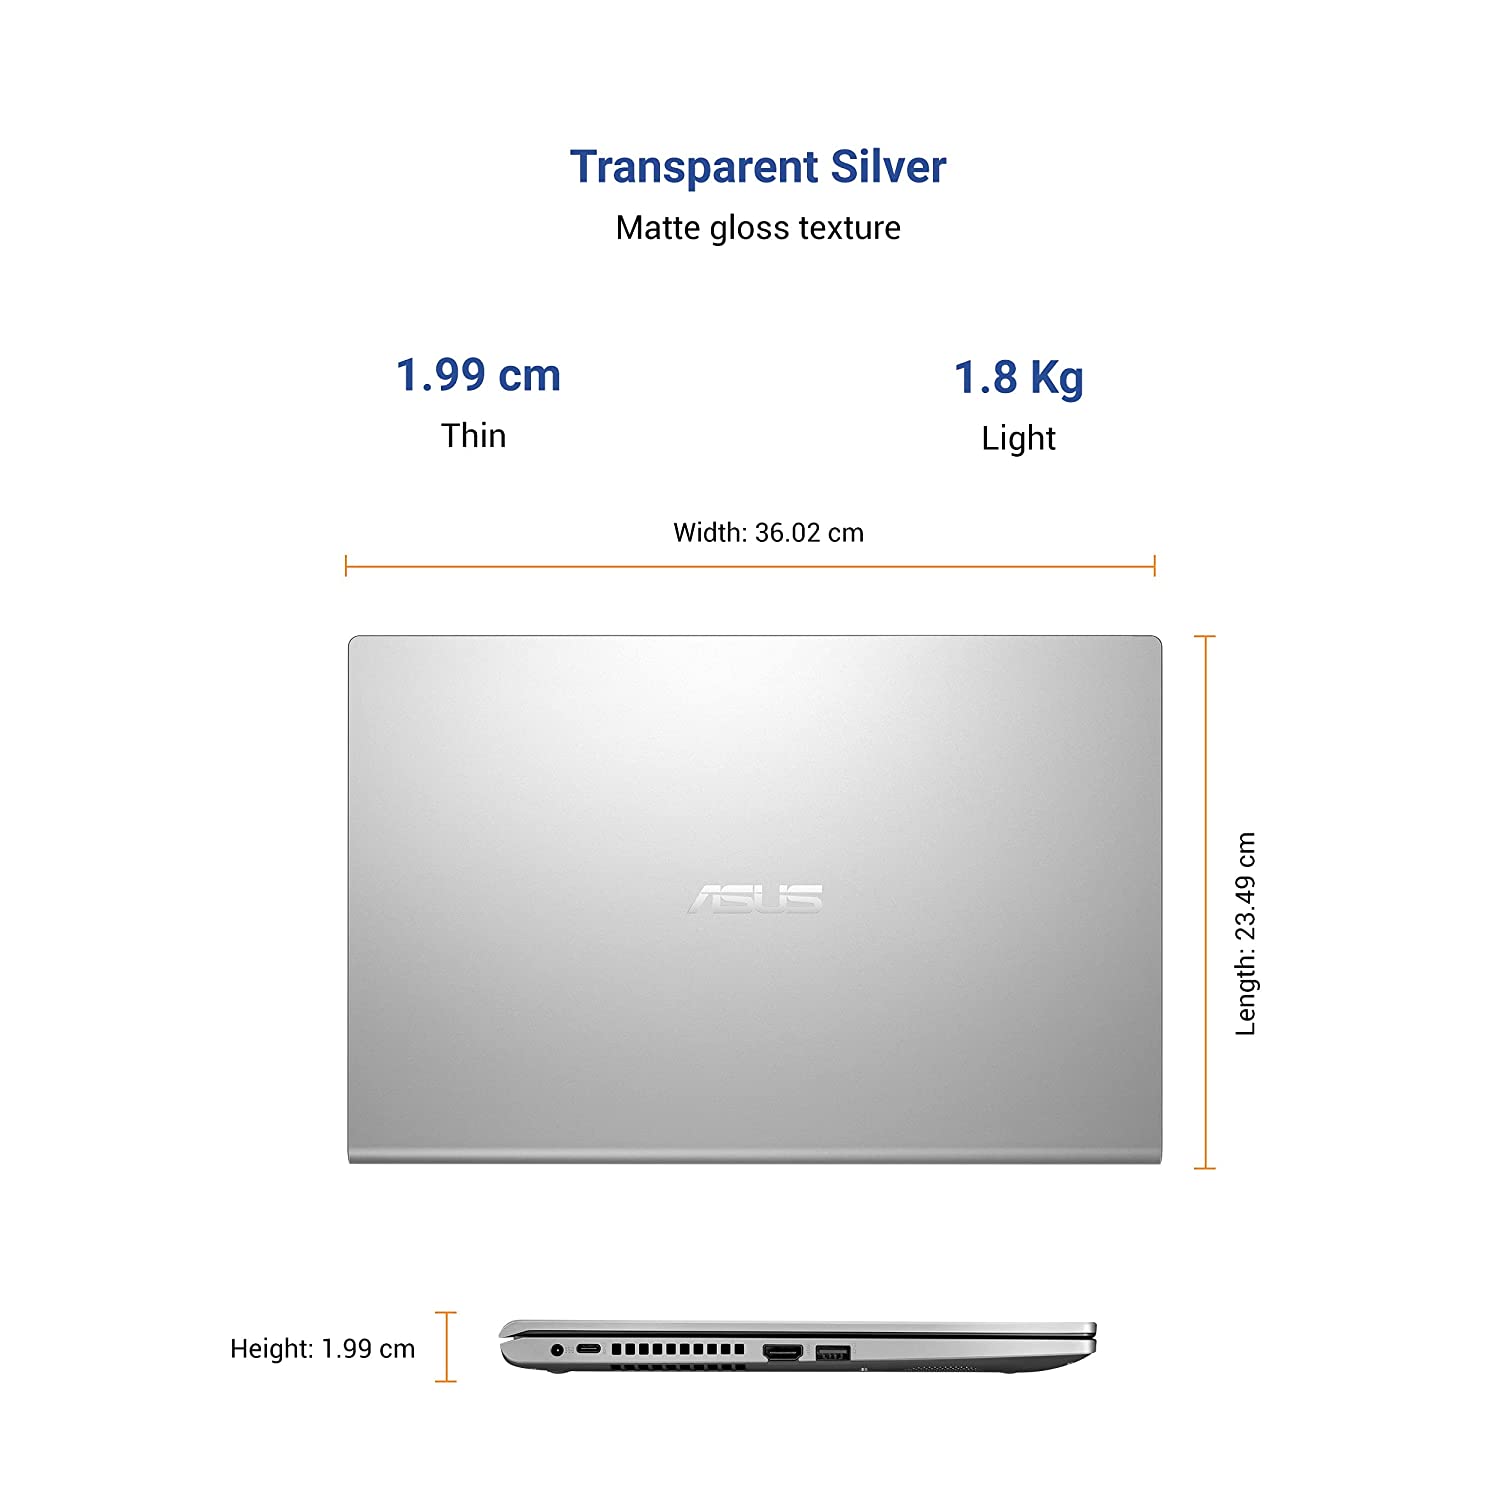 Transparent Silver
Matte gloss texture
1.99 cm
Thin
1.8 Kg
Light
Width: 36.02 cm
ASUS
Length: 23.49 cm
Height: 1.99 cm